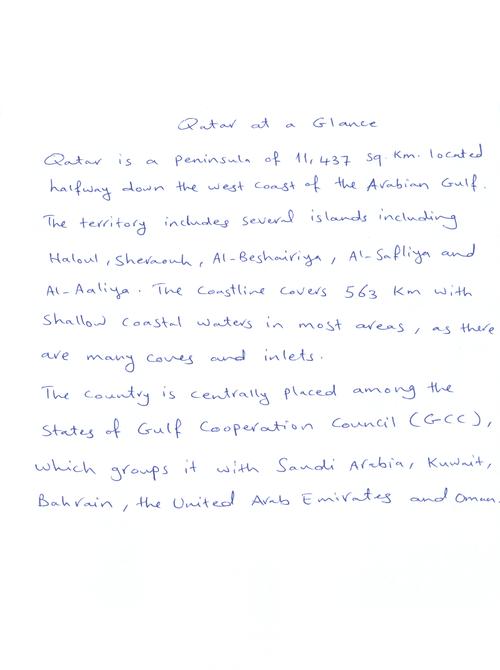 Qatar at a Glance
Qatar is a peninsula of 11,437 sq. Km. located
halfway down the west coast of the Arabian Gulf.
The territory includes several islands including
Haloul, Sheraouh, Al-Beshairiya, Al-Safliya and
Al-Aaliya. The coastline covers 563 Km with
shallow coastal waters in most areas, as there
are many coves and inlets.
The country is centrally placed among the
States of Gulf Cooperation Council (GCC),
which groups it with Saudi Arabia, Kuwait,
Bahrain, the United Arab Emirates and Oman.